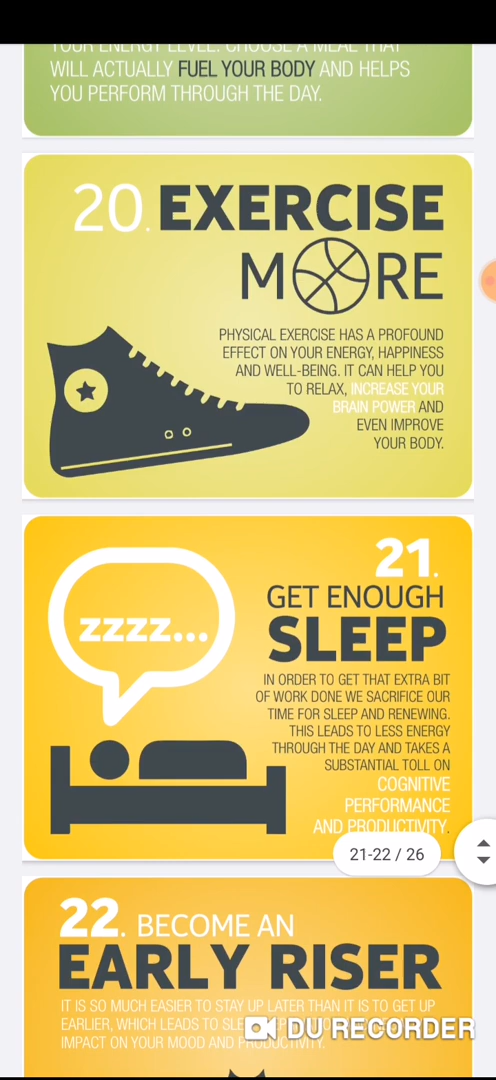 YOUR ENERGY LEVEL. CHOOSE A MEAL THAT
WILL ACTUALLY FUEL YOUR BODY AND HELPS
YOU PERFORM THROUGH THE DAY.
20. EXERCISE
MORE
PHYSICAL EXERCISE HAS A PROFOUND
EFFECT ON YOUR ENERGY, HAPPINESS
AND WELL-BEING. IT CAN HELP YOU
TO RELAX, INCREASE YOUR
BRAIN POWER AND
EVEN IMPROVE
YOUR BODY.
21.
GET ENOUGH
SLEEP
zzzz...
IN ORDER TO GET THAT EXTRA BIT
OF WORK DONE WE SACRIFICE OUR
TIME FOR SLEEP AND RENEWING.
THIS LEADS TO LESS ENERGY
THROUGH THE DAY AND TAKES A
SUBSTANTIAL TOLL ON
COGNITIVE
PERFORMANCE
AND PRODUCTIVITY.
21-22 / 26
22. BECOME AN
EARLY RISER
IT IS SO MUCH EASIER TO STAY UP LATER THAN IT IS TO GET UP
EARLIER, WHICH LEADS TO
IMPACT ON YOUR MOOD AND PRODUCTIVITY.
DU RECORDER